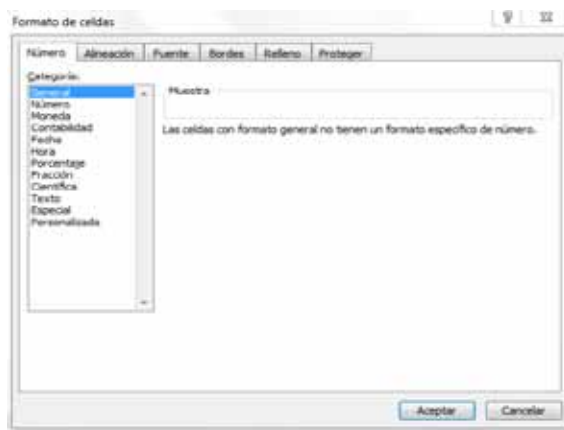 Formato de celdas
Número Alineación Fuente Bordes Relleno Proteger
Categoría:
General
Número
Moneda
Contabilidad
Fecha
Hora
Porcentaje
Fracción
Científica
Texto
Especial
Personalizada
Muestra
Las celdas con formato general no tienen un formato específico de número.
Aceptar Cancelar